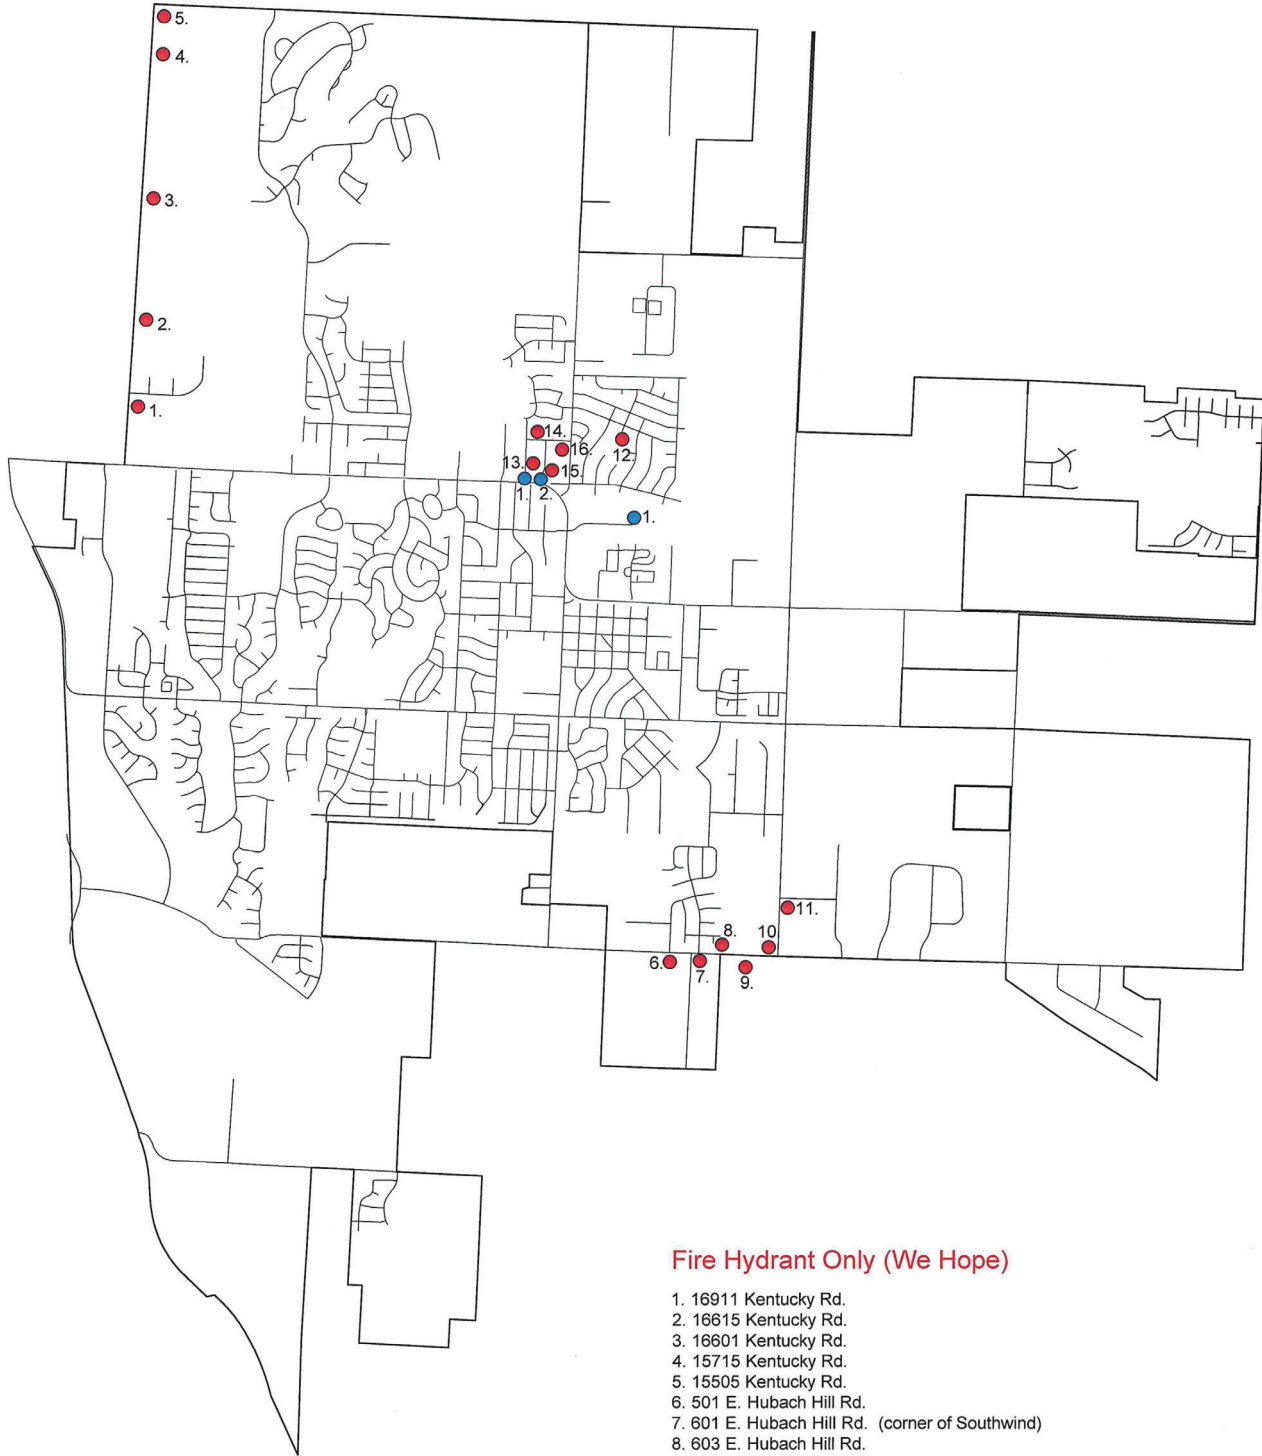 5.
4.
3.
2.
1.
14.
16.
12.
13.
15.
1.
2.
1.
11.
8.
10
6.
7.
9.
Fire Hydrant Only (We Hope)
1. 16911 Kentucky Rd.
2. 16615 Kentucky Rd.
3. 16601 Kentucky Rd.
4. 15715 Kentucky Rd.
5. 15505 Kentucky Rd.
6. 501 E. Hubach Hill Rd.
7. 601 E. Hubach Hill Rd. (corner of Southwind)
8. 603 E. Hubach Hill Rd.